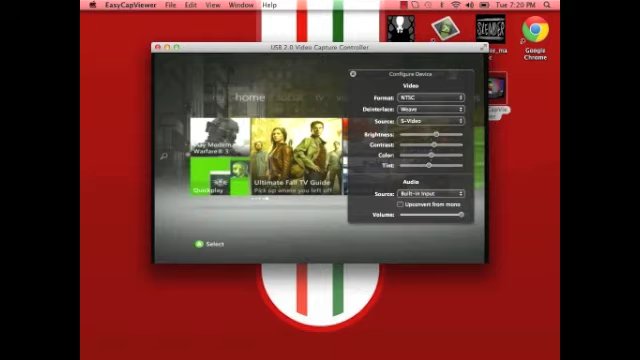 EasyCapViewer File Edit View Window Help
Tue 7:20 PM
USB 2.0 Video Capture Controller
Google
Chrome
home
Configure Device
Video
Format: NTSC
Deinterlace: Weave
Source: S-Video
Brightness:
Contrast:
Color:
Tint:
Audio
Source: Built-in Input
Upconvert from mono
Volume:
Play Modern
Warfare® 3
Quickplay
Ultimate Fall TV Guide
Pick up where you left off
A Select